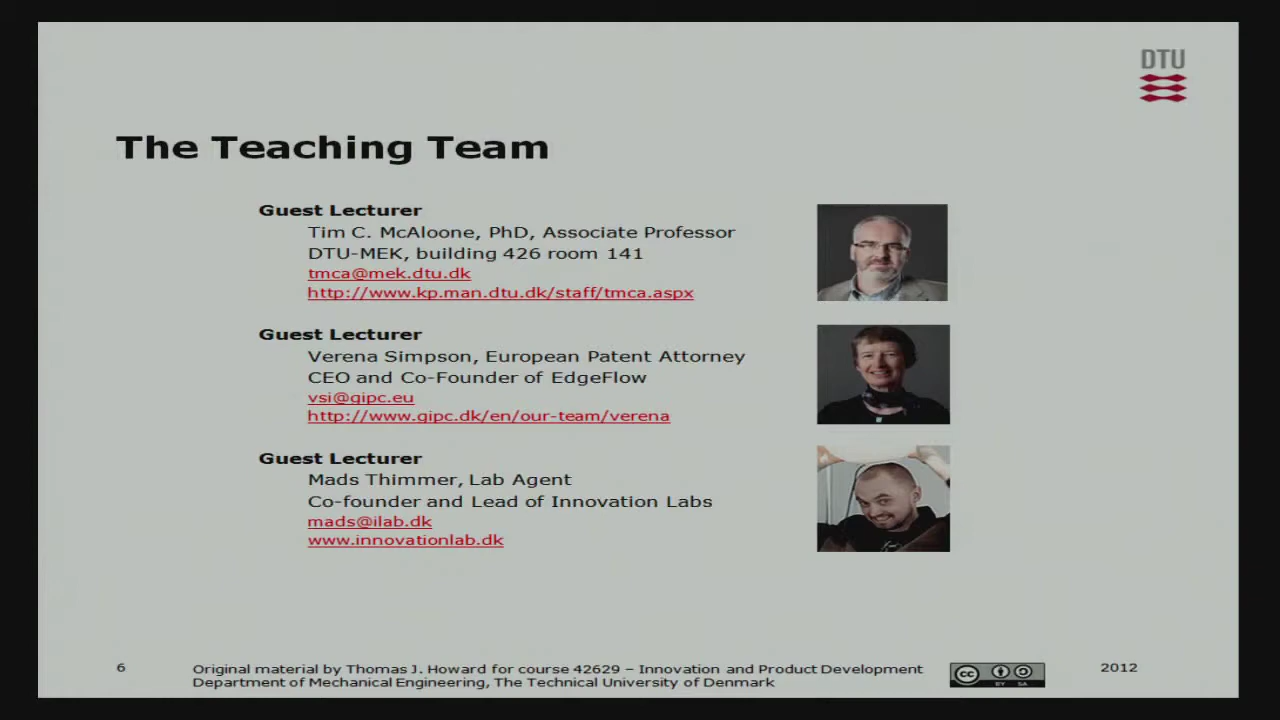 DTU
The Teaching Team
Guest Lecturer
Tim C. McAloone, PhD, Associate Professor
DTU-MEK, building 426 room 141
tmca@mek.dtu.dk
http://www.kp.man.dtu.dk/staff/tmca.aspx
Guest Lecturer
Verena Simpson, European Patent Attorney
CEO and Co-Founder of EdgeFlow
vsi@gipc.eu
http://www.gipc.dk/en/our-team/verena
Guest Lecturer
Mads Thimmer, Lab Agent
Co-founder and Lead of Innovation Labs
mads@ilab.dk
www.innovationlab.dk
6
Original material by Thomas J. Howard for course 42629 – Innovation and Product Development
Department of Mechanical Engineering, The Technical University of Denmark
cc
BY SA
2012